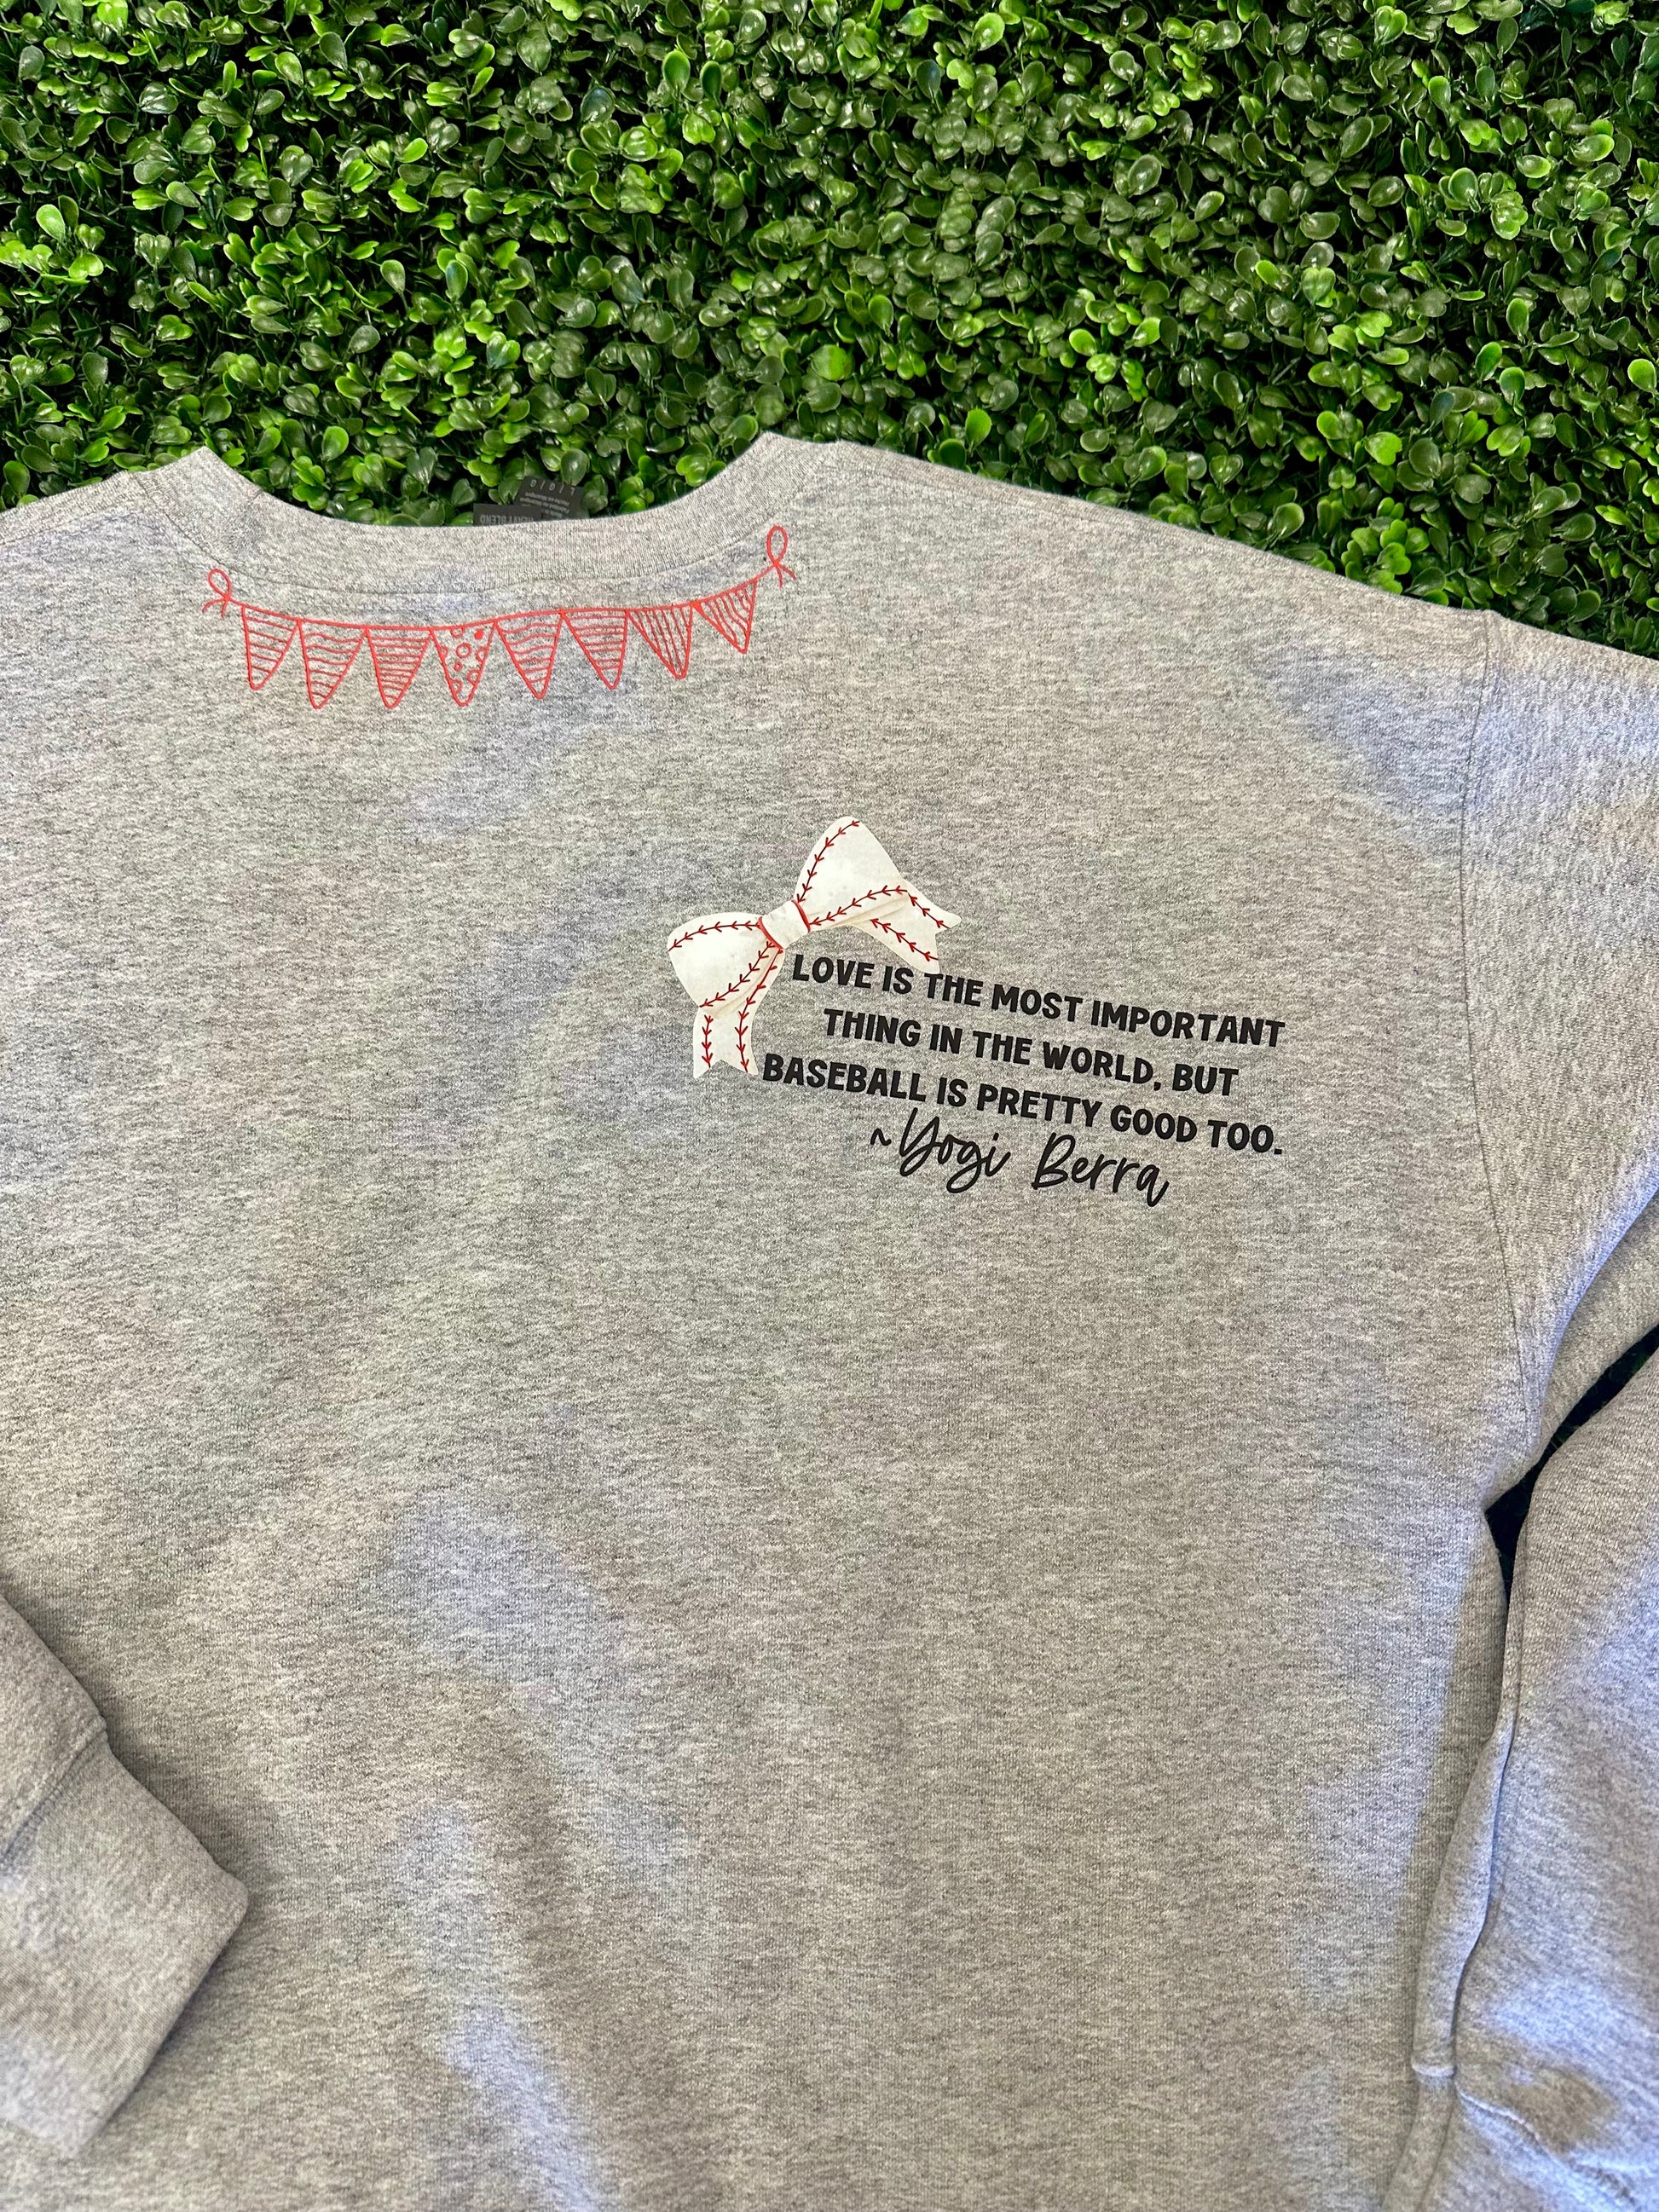 LOVE IS THE MOST IMPORTANT
THING IN THE WORLD, BUT
BASEBALL IS PRETTY GOOD TOO.
~Yogi Berra